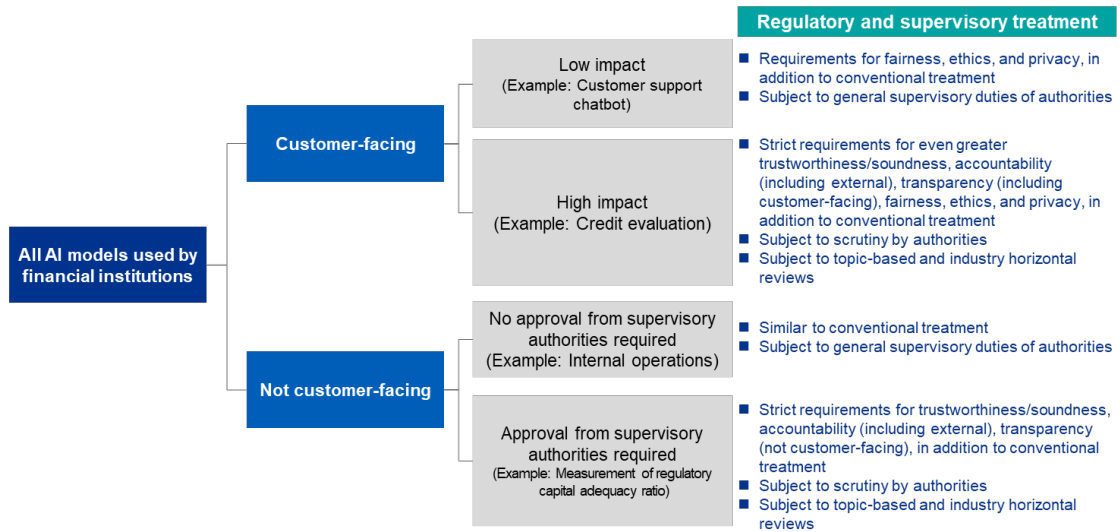 Regulatory and supervisory treatment
All AI models used by
financial institutions
Customer-facing
Low impact
(Example: Customer support
chatbot)
■ Requirements for fairness, ethics, and privacy, in
addition to conventional treatment
■ Subject to general supervisory duties of authorities
High impact
(Example: Credit evaluation)
■ Strict requirements for even greater
trustworthiness/soundness, accountability
(including external), transparency (including
customer-facing), fairness, ethics, and privacy, in
addition to conventional treatment
■ Subject to scrutiny by authorities
■ Subject to topic-based and industry horizontal
reviews
Not customer-facing
No approval from supervisory
authorities required
(Example: Internal operations)
■ Similar to conventional treatment
■ Subject to general supervisory duties of authorities
Approval from supervisory
authorities required
(Example: Measurement of regulatory
capital adequacy ratio)
■ Strict requirements for trustworthiness/soundness,
accountability (including external), transparency
(not customer-facing), in addition to conventional
treatment
■ Subject to scrutiny by authorities
■ Subject to topic-based and industry horizontal
reviews